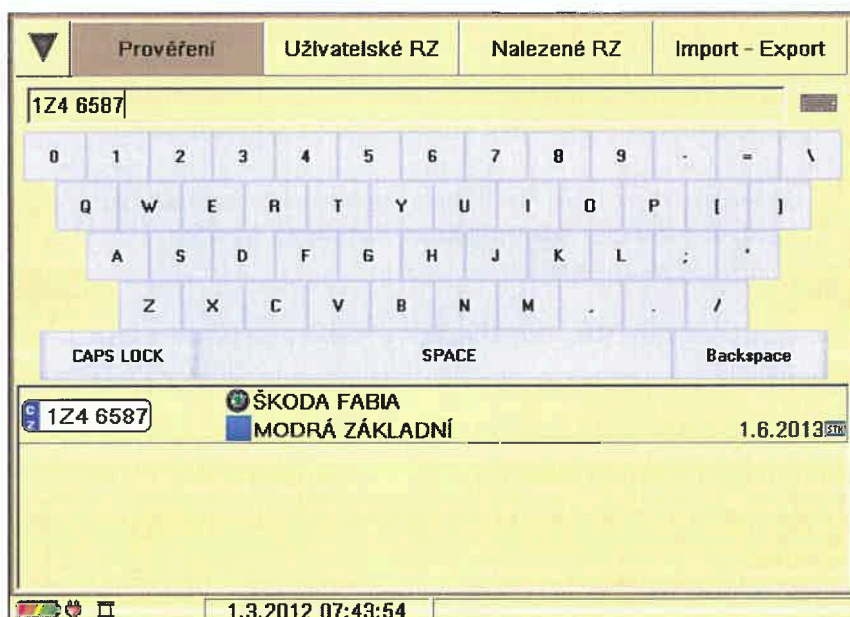 Prověření Uživatelské RZ Nalezené RZ Import - Export
1Z4 6587
0 1 2 3 4 5 6 7 8 9 - = \
Q W E R T Y U I O P [ ]
A S D F G H J K L ; '
Z X C V B N M , . /
CAPS LOCK SPACE Backspace
CZ 1Z4 6587 ŠKODA FABIA
MODRÁ ZÁKLADNÍ 1.6.2013 STK
1.3.2012 07:43:54